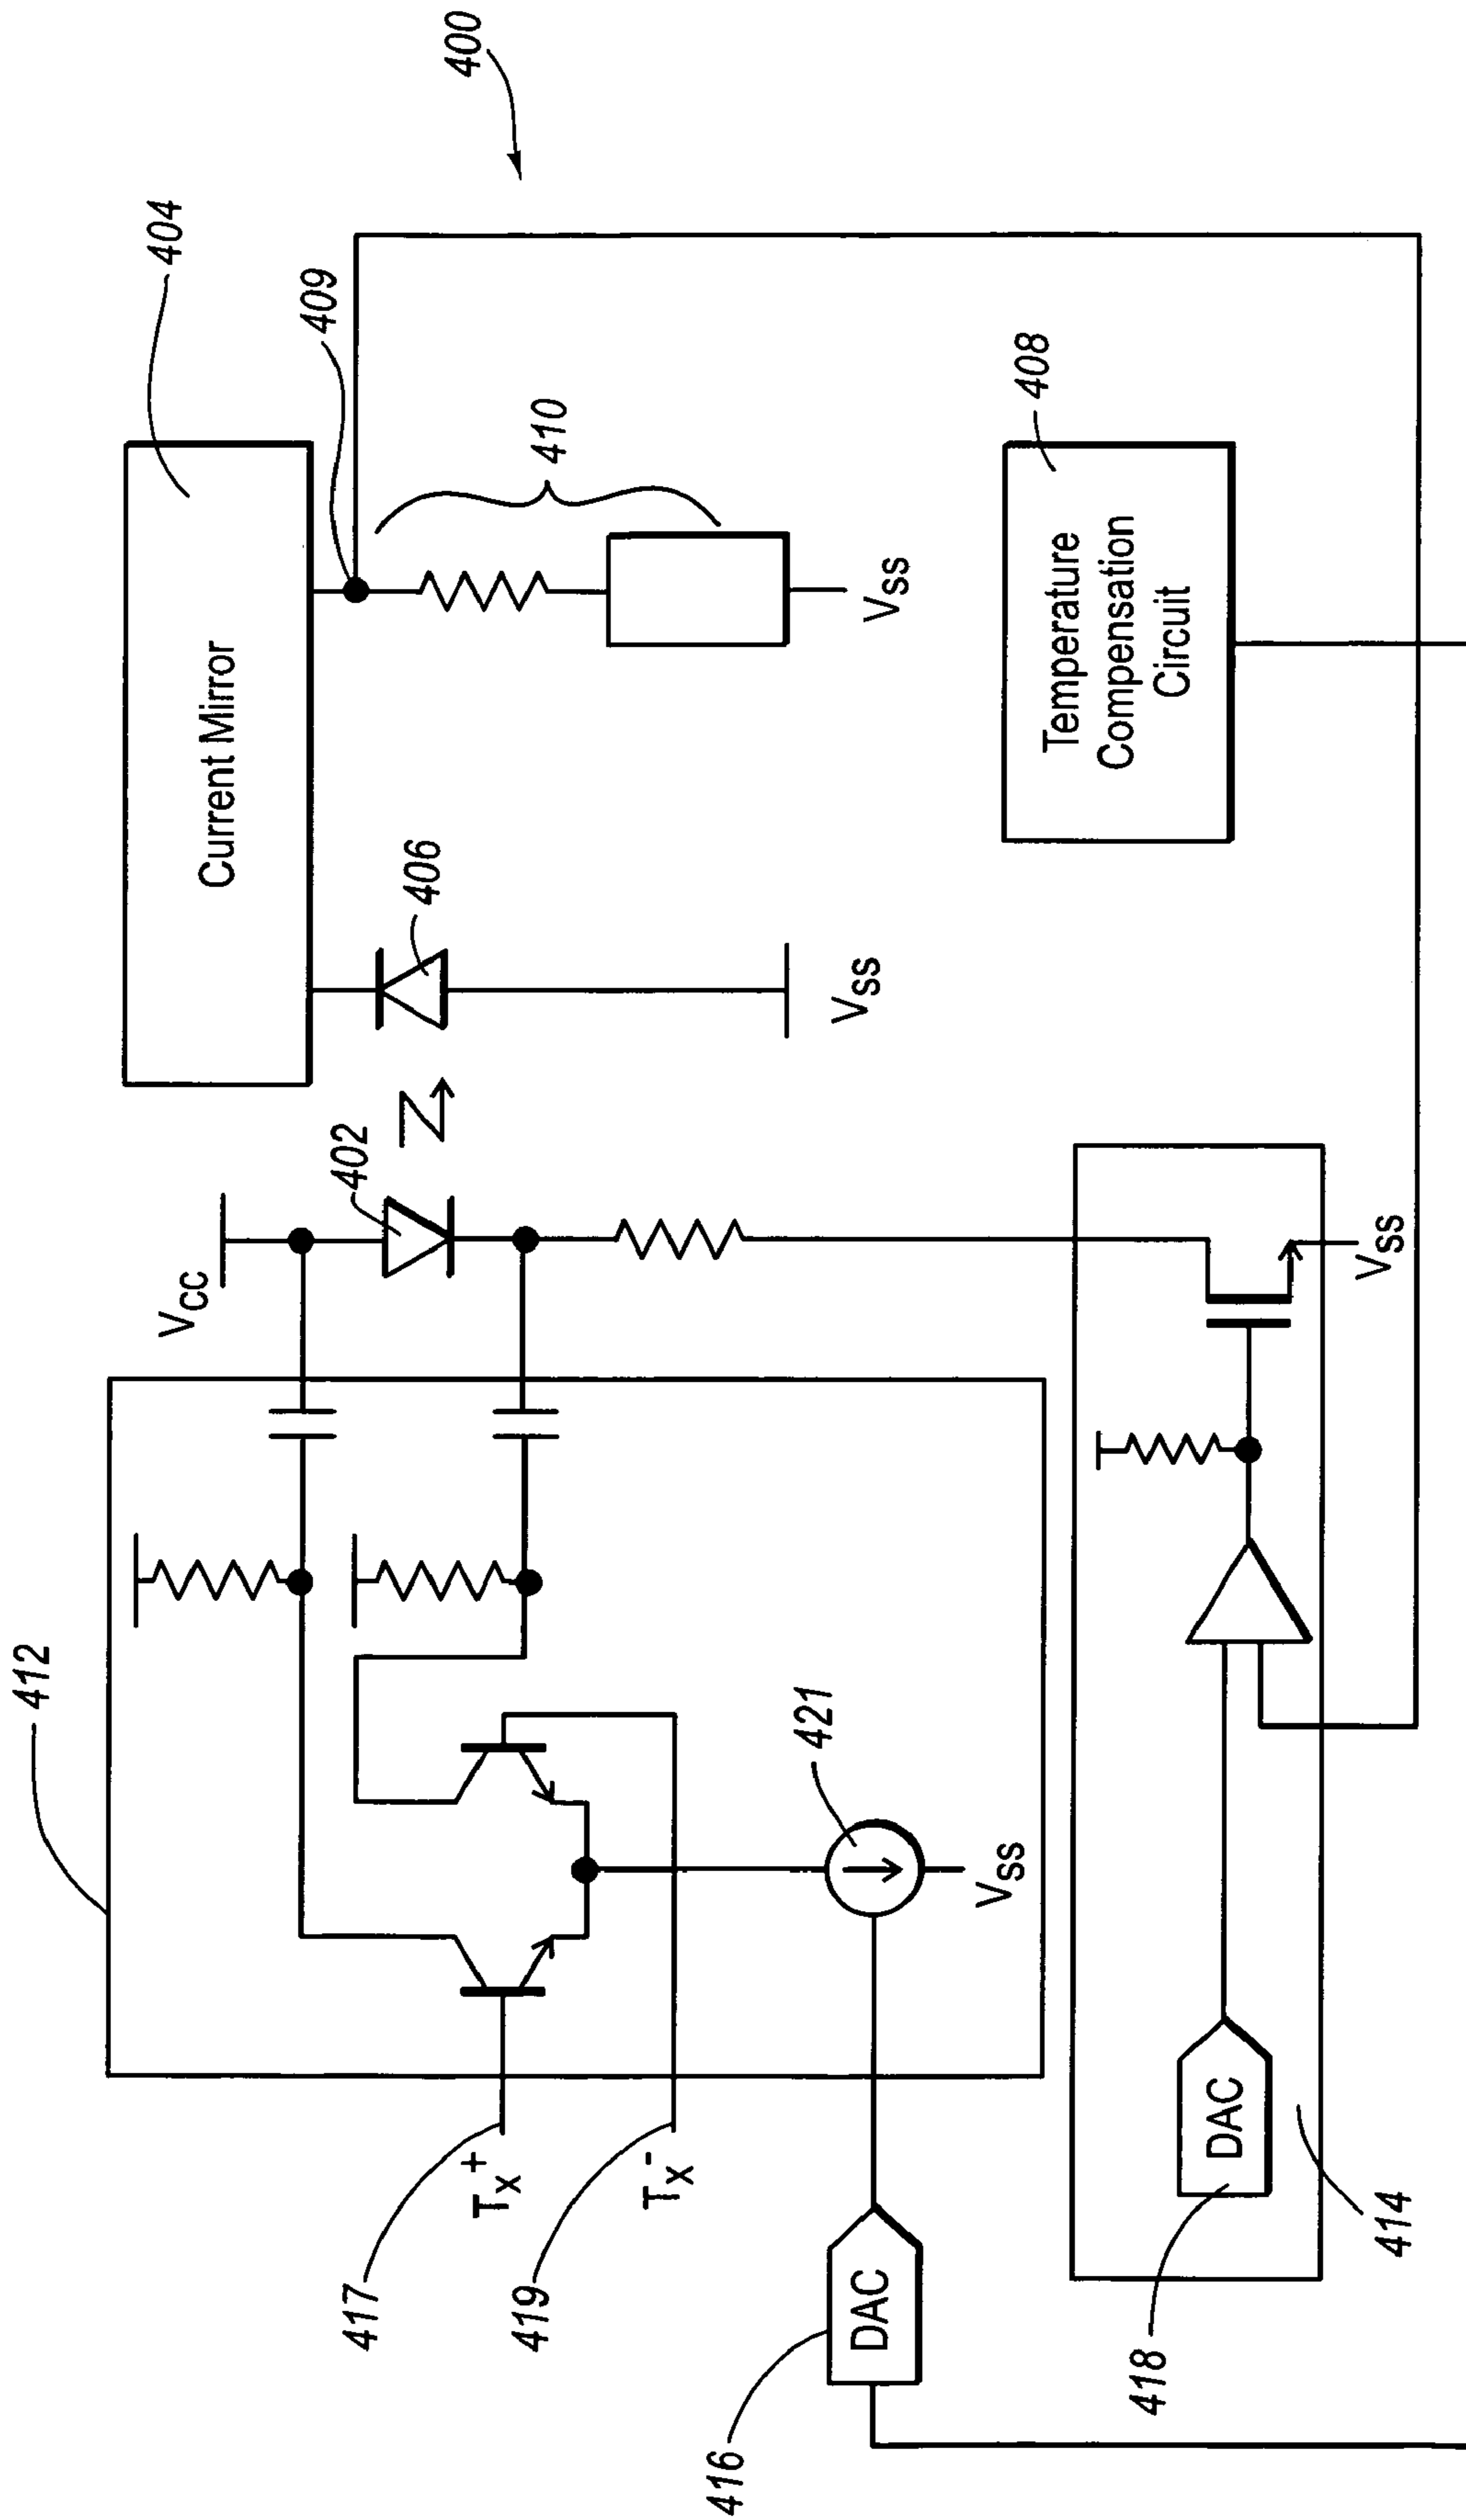 400
404
Current Mirror
409
410
Vss
408
Temperature
Compensation
Circuit
406
Vss
402
Vcc
Vss
412
421
Vss
417
Tx+
419
Tx-
416
DAC
418
DAC
414